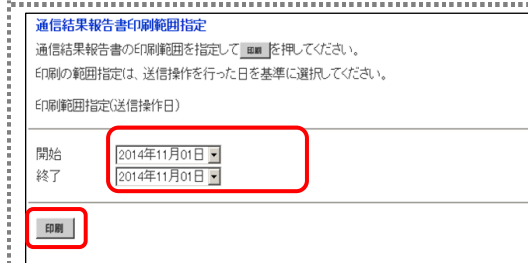 通信結果報告書印刷範囲指定
通信結果報告書の印刷範囲を指定して 印刷 を押してください。
印刷の範囲指定は、送信操作を行った日を基準に選択してください。
印刷範囲指定(送信操作日)
開始 2014年11月01日
終了 2014年11月01日
印刷